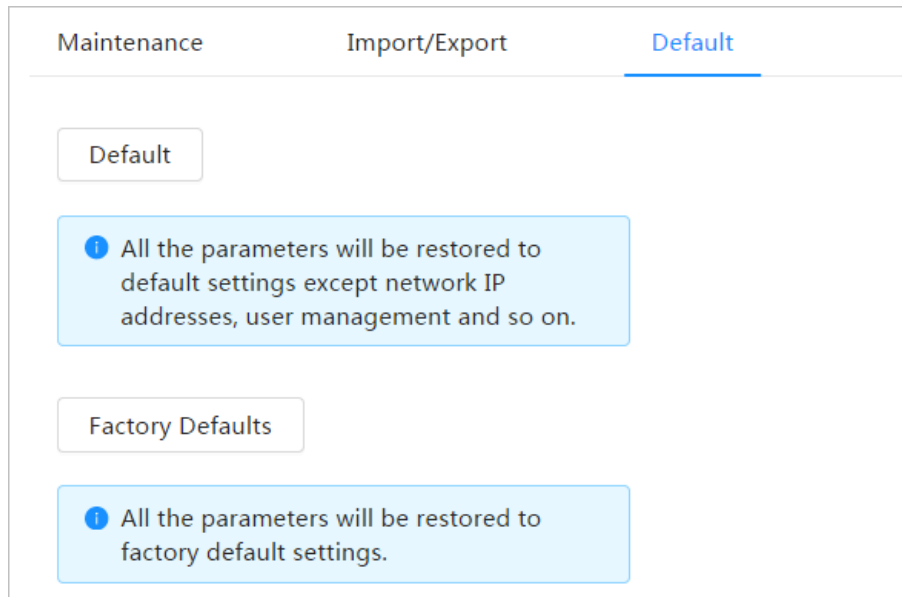 Maintenance Import/Export Default
Default
All the parameters will be restored to
default settings except network IP
addresses, user management and so on.
Factory Defaults
All the parameters will be restored to
factory default settings.